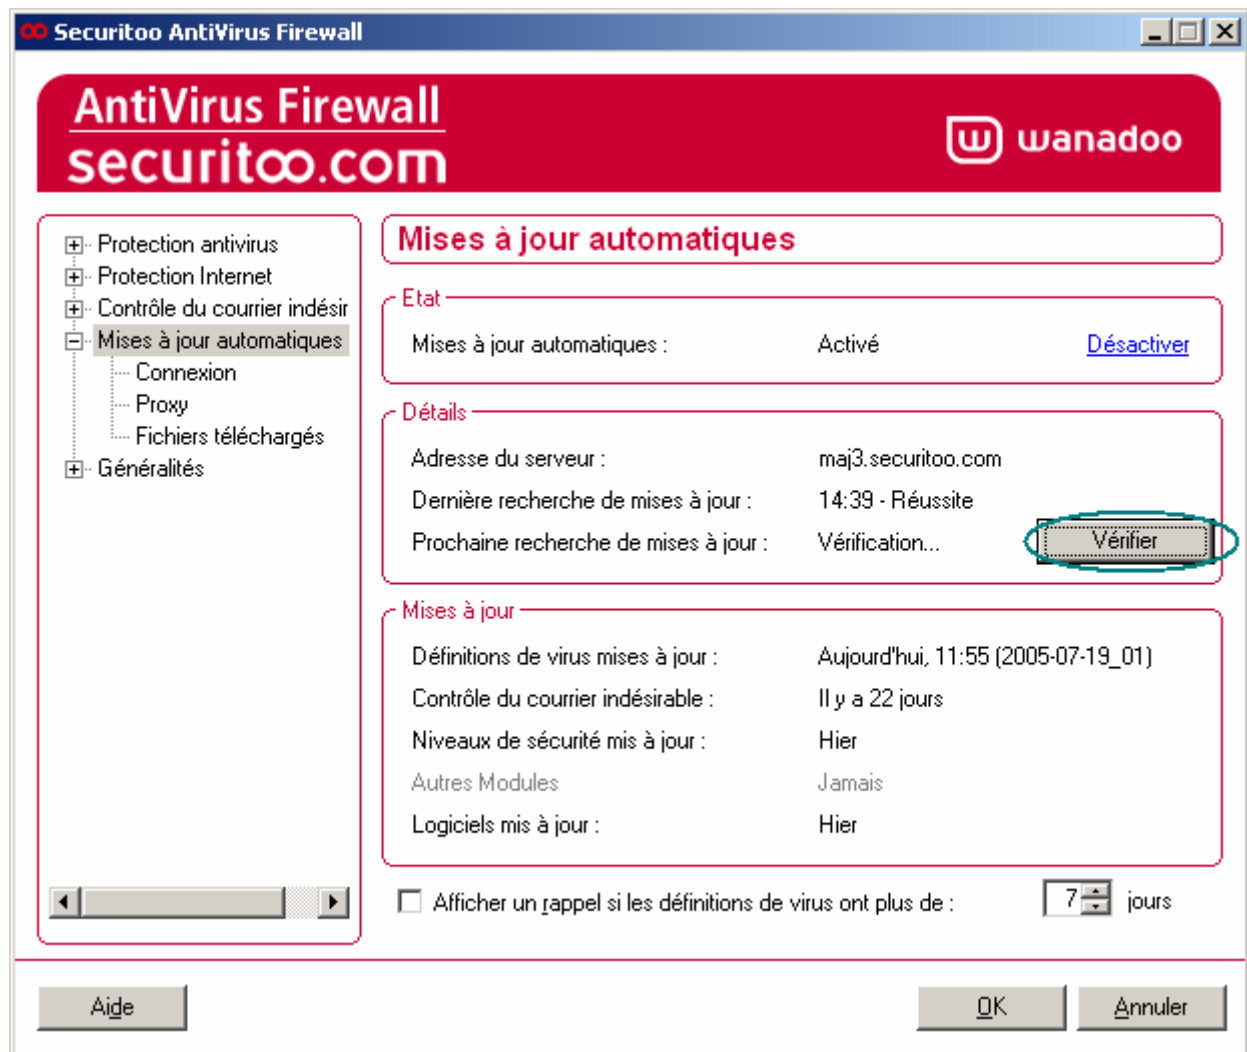 Securitoo AntiVirus Firewall
AntiVirus Firewall
securitoo.com
wanadoo
Protection antivirus
Protection Internet
Contrôle du courrier indésir
Mises à jour automatiques
Connexion
Proxy
Fichiers téléchargés
Généralités
Mises à jour automatiques
Etat
Mises à jour automatiques : Activé Désactiver
Détails
Adresse du serveur : maj3.securitoo.com
Dernière recherche de mises à jour : 14:39 - Réussite
Prochaine recherche de mises à jour : Vérification... Vérifier
Mises à jour
Définitions de virus mises à jour : Aujourd'hui, 11:55 (2005-07-19_01)
Contrôle du courrier indésirable : Il y a 22 jours
Niveaux de sécurité mis à jour : Hier
Autres Modules Jamais
Logiciels mis à jour : Hier
Afficher un rappel si les définitions de virus ont plus de : 7 jours
Aide OK Annuler